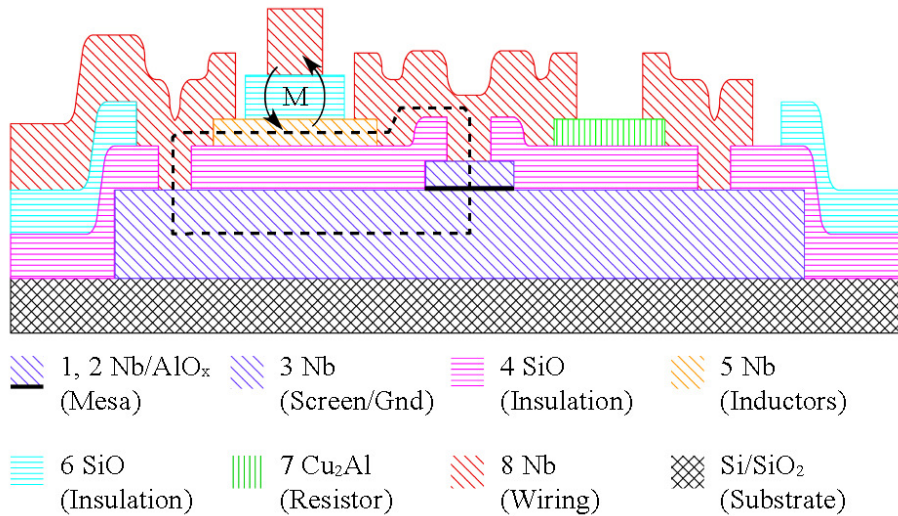 M
1, 2 Nb/AlOₓ
(Mesa)
3 Nb
(Screen/Gnd)
4 SiO
(Insulation)
5 Nb
(Inductors)
6 SiO
(Insulation)
7 Cu₂Al
(Resistor)
8 Nb
(Wiring)
Si/SiO₂
(Substrate)